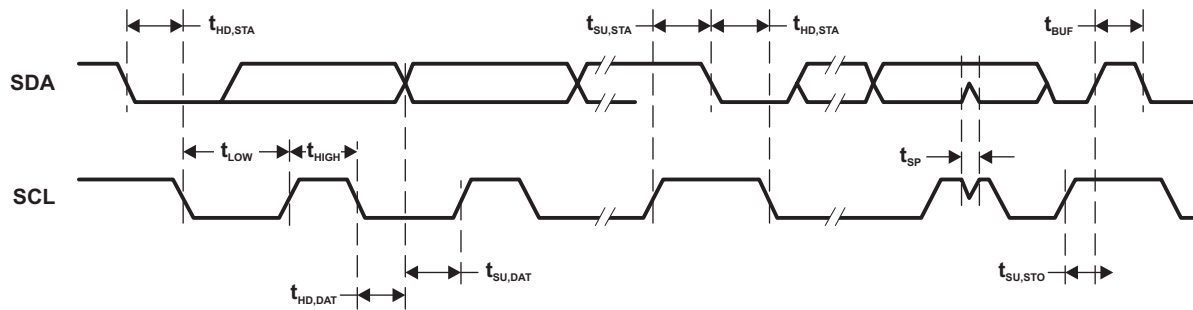 tHD,STA tSU,STA tHD,STA tBUF
SDA
tLOW tHIGH tSP
SCL
tHD,DAT tSU,DAT tSU,STO